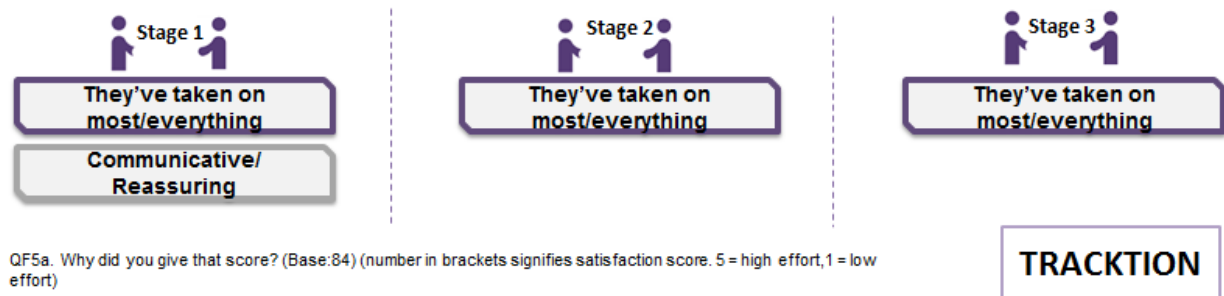 Stage 1
They've taken on
most/everything
Communicative/
Reassuring
Stage 2
They've taken on
most/everything
Stage 3
They've taken on
most/everything
QF5a. Why did you give that score? (Base:84) (number in brackets signifies satisfaction score. 5 = high effort,1 = low
effort)
TRACKTION